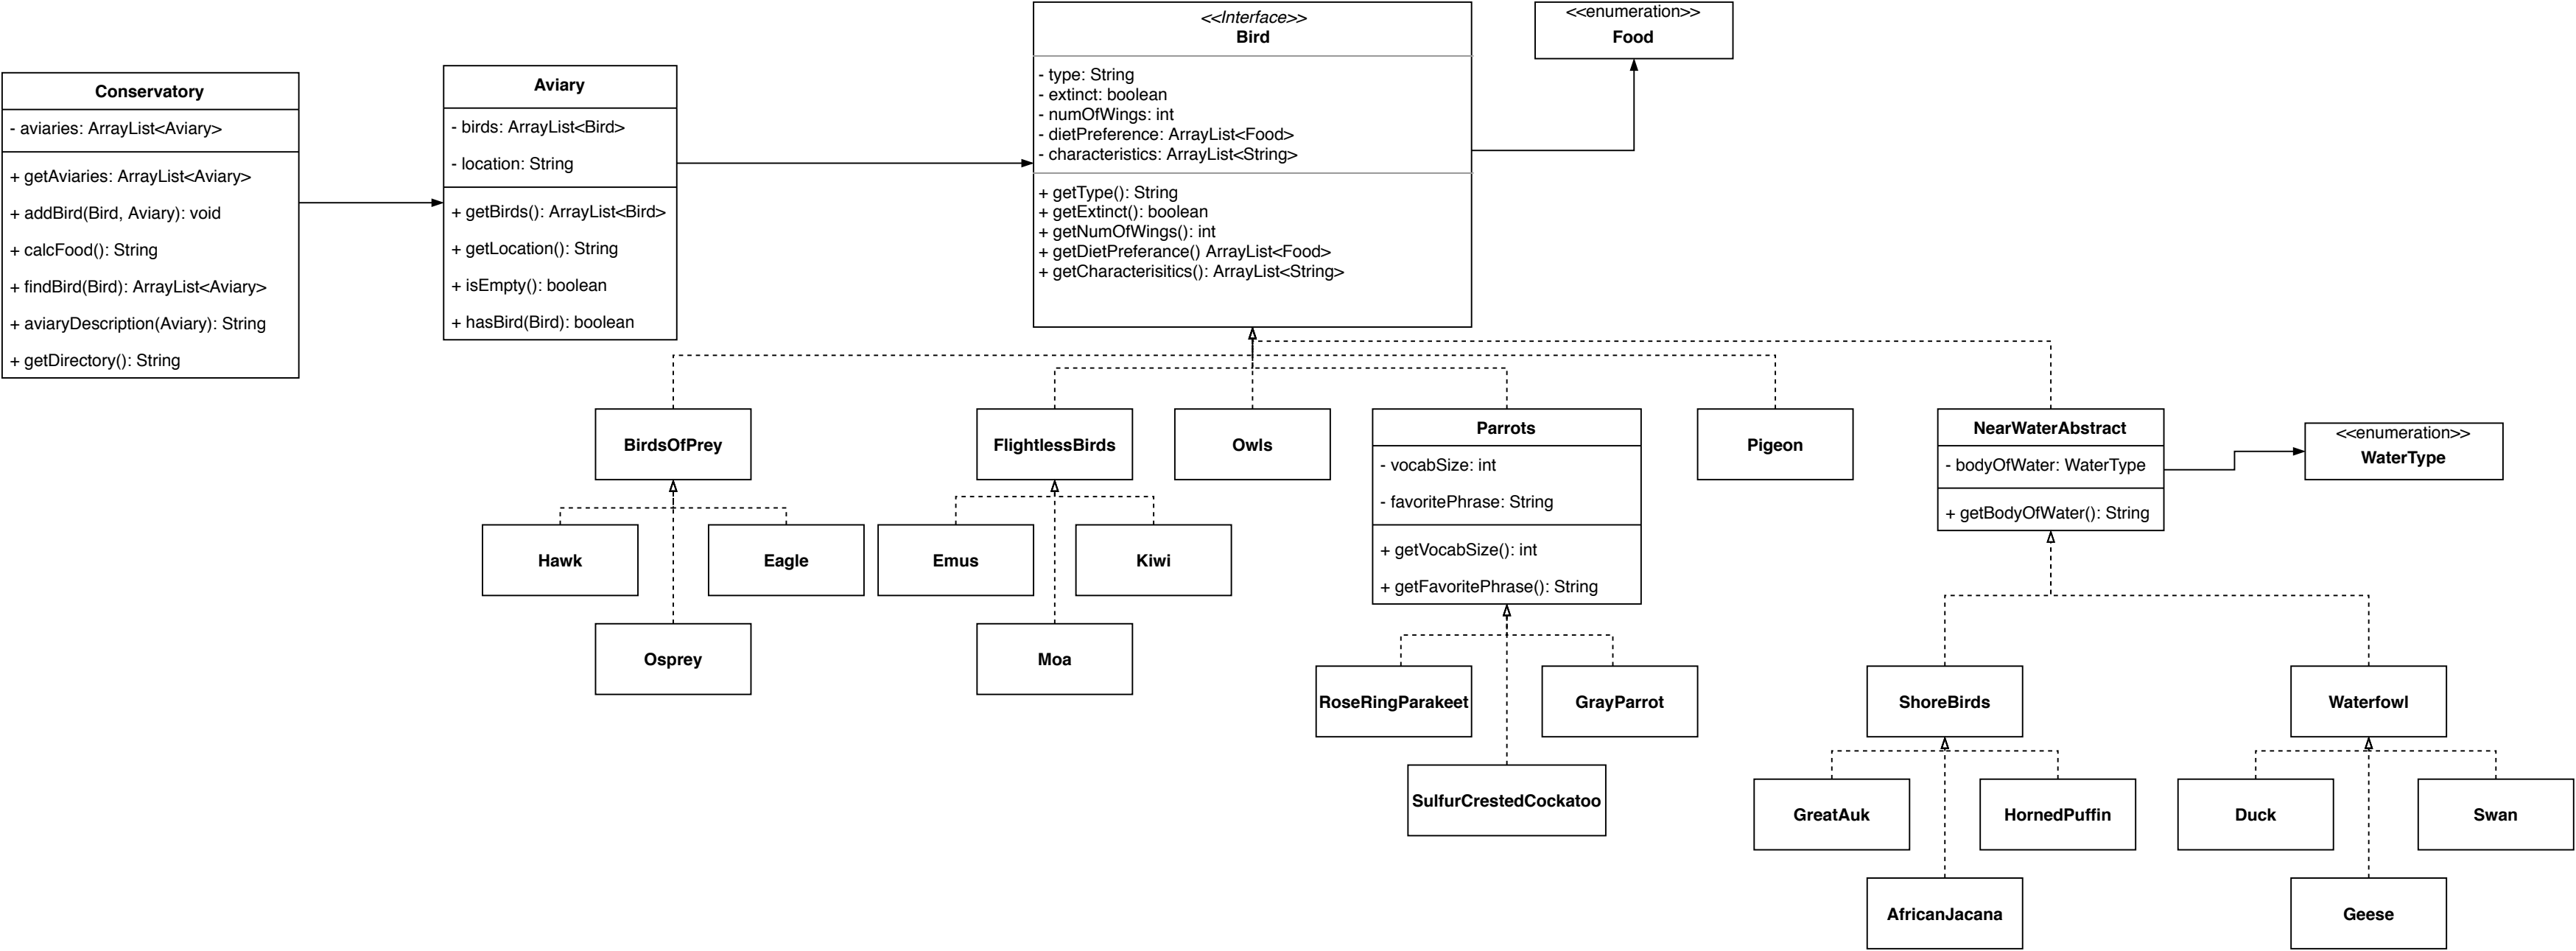 Conservatory
- aviaries: ArrayList<Aviary>
+ getAviaries: ArrayList<Aviary>
+ addBird(Bird, Aviary): void
+ calcFood(): String
+ findBird(Bird): ArrayList<Aviary>
+ aviaryDescription(Aviary): String
+ getDirectory(): String
Aviary
- birds: ArrayList<Bird>
- location: String
+ getBirds(): ArrayList<Bird>
+ getLocation(): String
+ isEmpty(): boolean
+ hasBird(Bird): boolean
<<Interface>>
Bird
- type: String
- extinct: boolean
- numOfWings: int
- dietPreference: ArrayList<Food>
- characteristics: ArrayList<String>
+ getType(): String
+ getExtinct(): boolean
+ getNumOfWings(): int
+ getDietPreferance() ArrayList<Food>
+ getCharacterisitics(): ArrayList<String>
<<enumeration>>
Food
BirdsOfPrey
FlightlessBirds
Owls
Parrots
- vocabSize: int
- favoritePhrase: String
+ getVocabSize(): int
+ getFavoritePhrase(): String
Pigeon
NearWaterAbstract
- bodyOfWater: WaterType
+ getBodyOfWater(): String
<<enumeration>>
WaterType
Hawk
Eagle
Osprey
Emus
Kiwi
Moa
RoseRingParakeet
GrayParrot
SulfurCrestedCockatoo
ShoreBirds
Waterfowl
GreatAuk
HornedPuffin
AfricanJacana
Duck
Swan
Geese